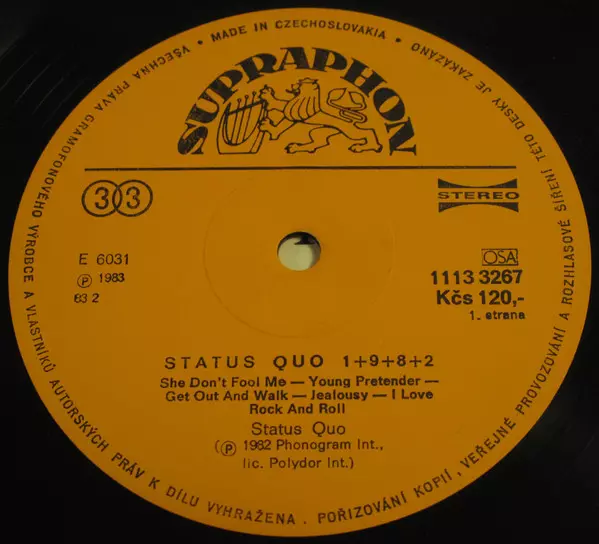 VŠECHNA PRÁVA GRAMOFONOVÉHO VÝROBCE A VLASTNÍKŮ AUTORSKÝCH PRÁV K DÍLU VYHRAŽENA. POŘIZOVÁNÍ KOPIÍ, VEŘEJNÉ PROVOZOVÁNÍ A ROZHLASOVÉ ŠÍŘENÍ TÉTO DESKY JE ZAKÁZÁNO • MADE IN CZECHOSLOVAKIA •
SUPRAPHON
33
STEREO
E 6031
℗ 1983
83 2
OSA
1113 3267
Kčs 120,-
1. strana
STATUS QUO 1+9+8+2
She Don't Fool Me — Young Pretender —
Get Out And Walk — Jealousy — I Love
Rock And Roll
Status Quo
(℗ 1982 Phonogram Int.,
lic. Polydor Int.)